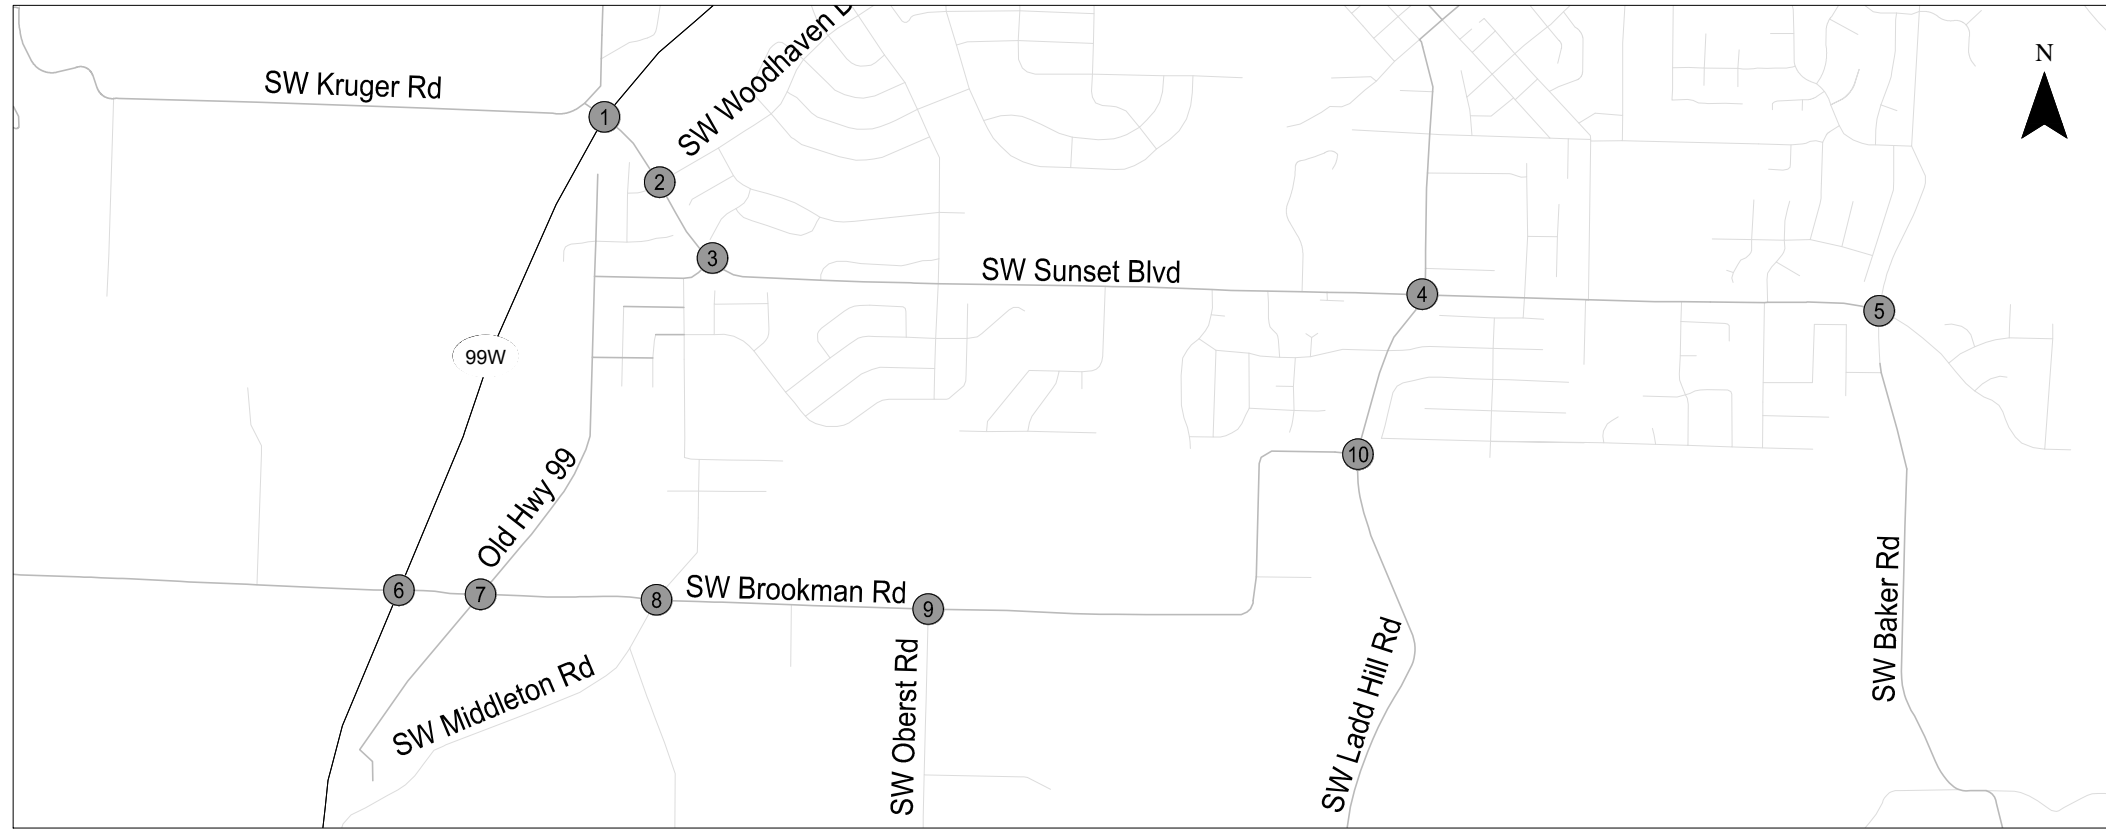 N
SW Kruger Rd
SW Woodhaven
1
2
3
SW Sunset Blvd
4
5
99W
Old Hwy 99
10
6
7
8
SW Brookman Rd
9
SW Middleton Rd
SW Oberst Rd
SW Ladd Hill Rd
SW Baker Rd